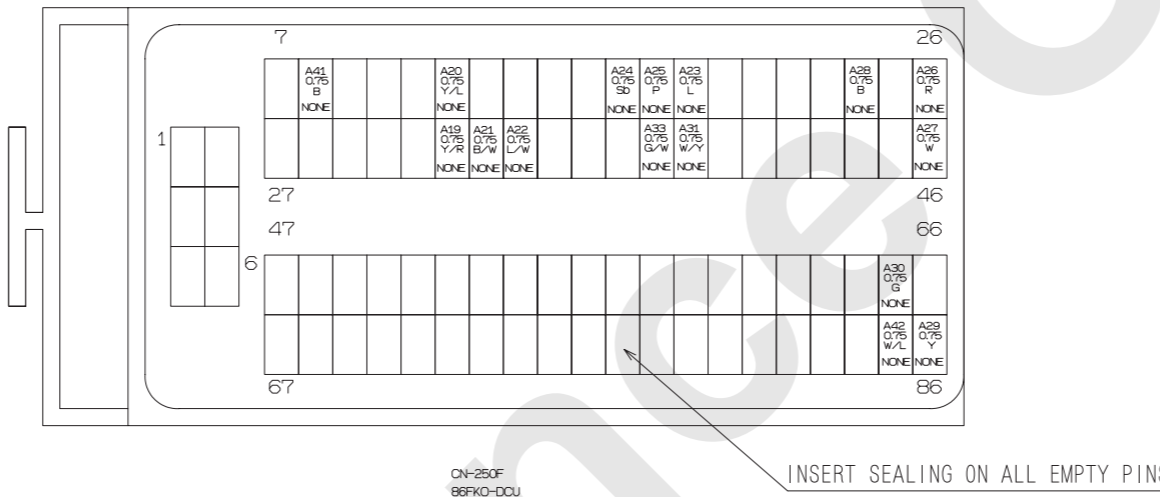 7 26
A41 A20 A24 A25 A23 A28 A26
0.75 0.75 0.75 0.75 0.75 0.75 0.75
B Y/L Sb P L B R
NONE NONE NONE NONE NONE NONE NONE
1
A19 A21 A22 A33 A31 A27
0.75 0.75 0.75 0.75 0.75 0.75
Y/R B/W L/W G/W W/Y W
NONE NONE NONE NONE NONE NONE
27 46
47 66
6
A30
0.75
G
NONE
A42 A29
0.75 0.75
W/L Y
NONE NONE
67 86
CN-250F
86FKO-DCU
INSERT SEALING ON ALL EMPTY PINS
nce